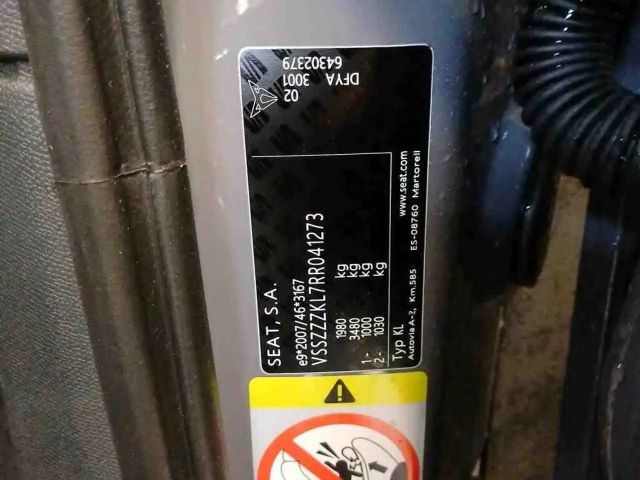 SEAT, S.A.
e9*2007/46*3167
VSSZZZKL7RR041273
1980 kg
3480 kg
1- 1000 kg
2- 1030 kg
Typ KL
Autovia A-2, Km.585
ES-08760 Martorell
www.seat.com
02
3001
DFYA
64302379